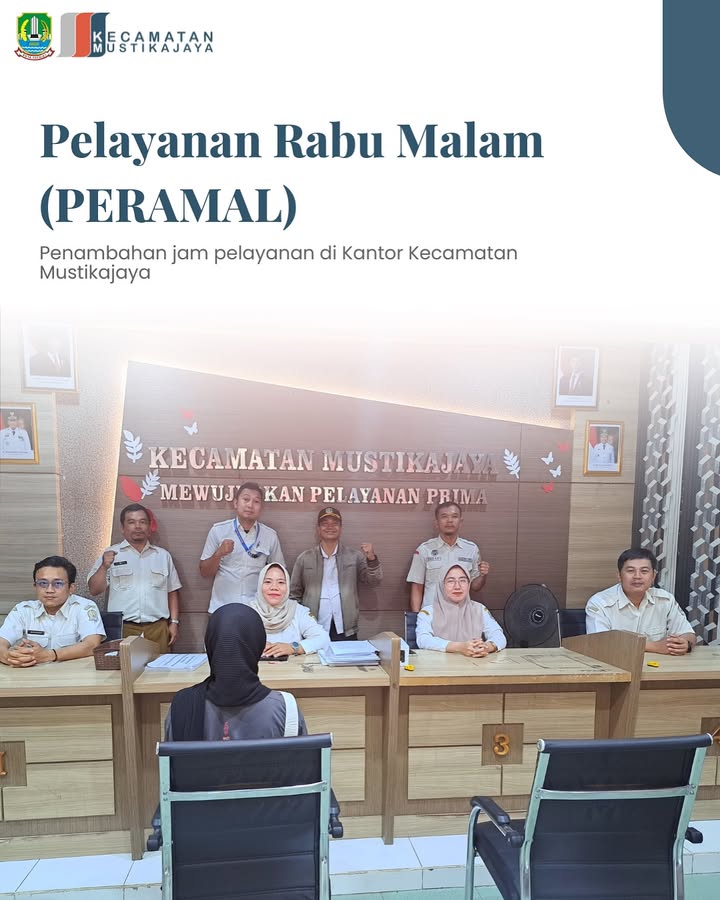 KECAMATAN
MUSTIKAJAYA
Pelayanan Rabu Malam
(PERAMAL)
Penambahan jam pelayanan di Kantor Kecamatan
Mustikajaya
KECAMATAN MUSTIKAJAYA
MEWUJUDKAN PELAYANAN PRIMA
1
3